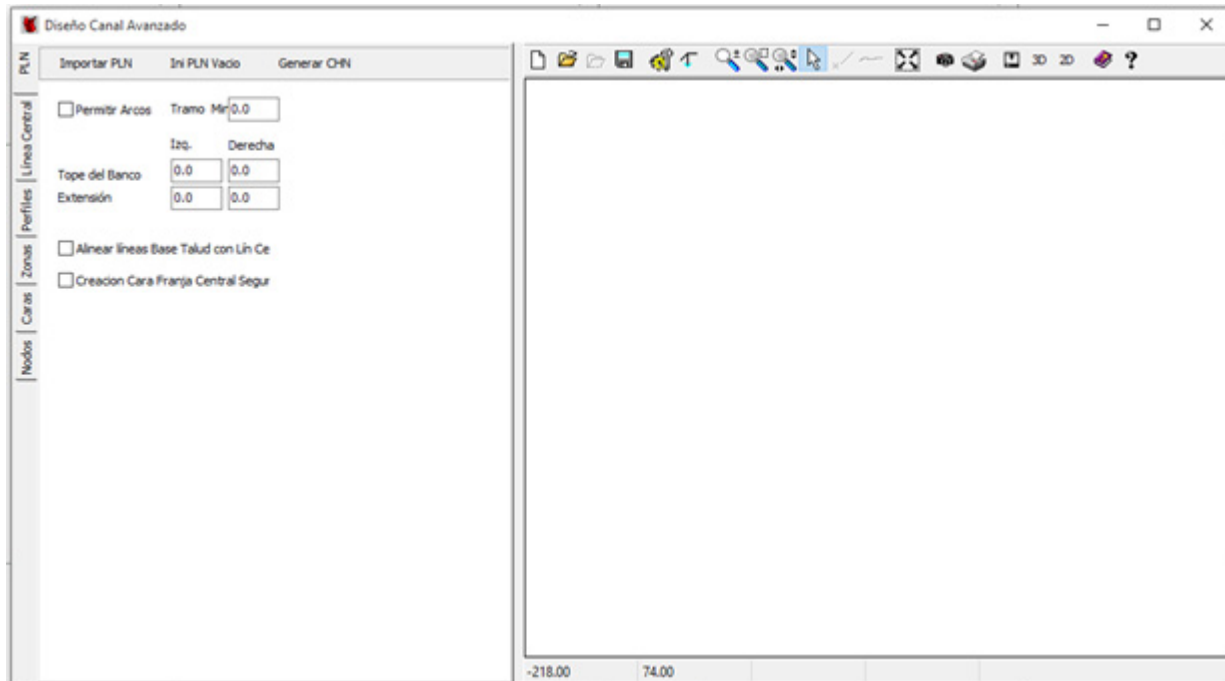 Diseño Canal Avanzado
Importar PLN Ini PLN Vacio Generar CHN
PLN
Línea Central
Perfiles
Zonas
Caras
Nodos
Permitir Arcos Tramo Mir 0.0
Izq. Derecha
Tope del Banco 0.0 0.0
Extensión 0.0 0.0
Alinear líneas Base Talud con Lín Ce
Creacion Cara Franja Central Segur
3D 2D ?
-218.00 74.00